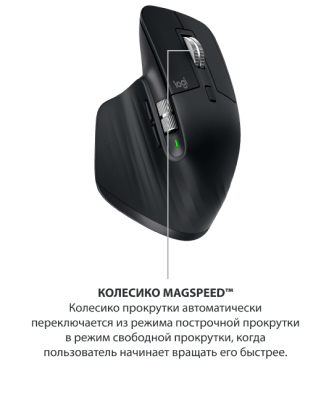 logi
КОЛЕСИКО MAGSPEED™
Колесико прокрутки автоматически
переключается из режима построчной прокрутки
в режим свободной прокрутки, когда
пользователь начинает вращать его быстрее.